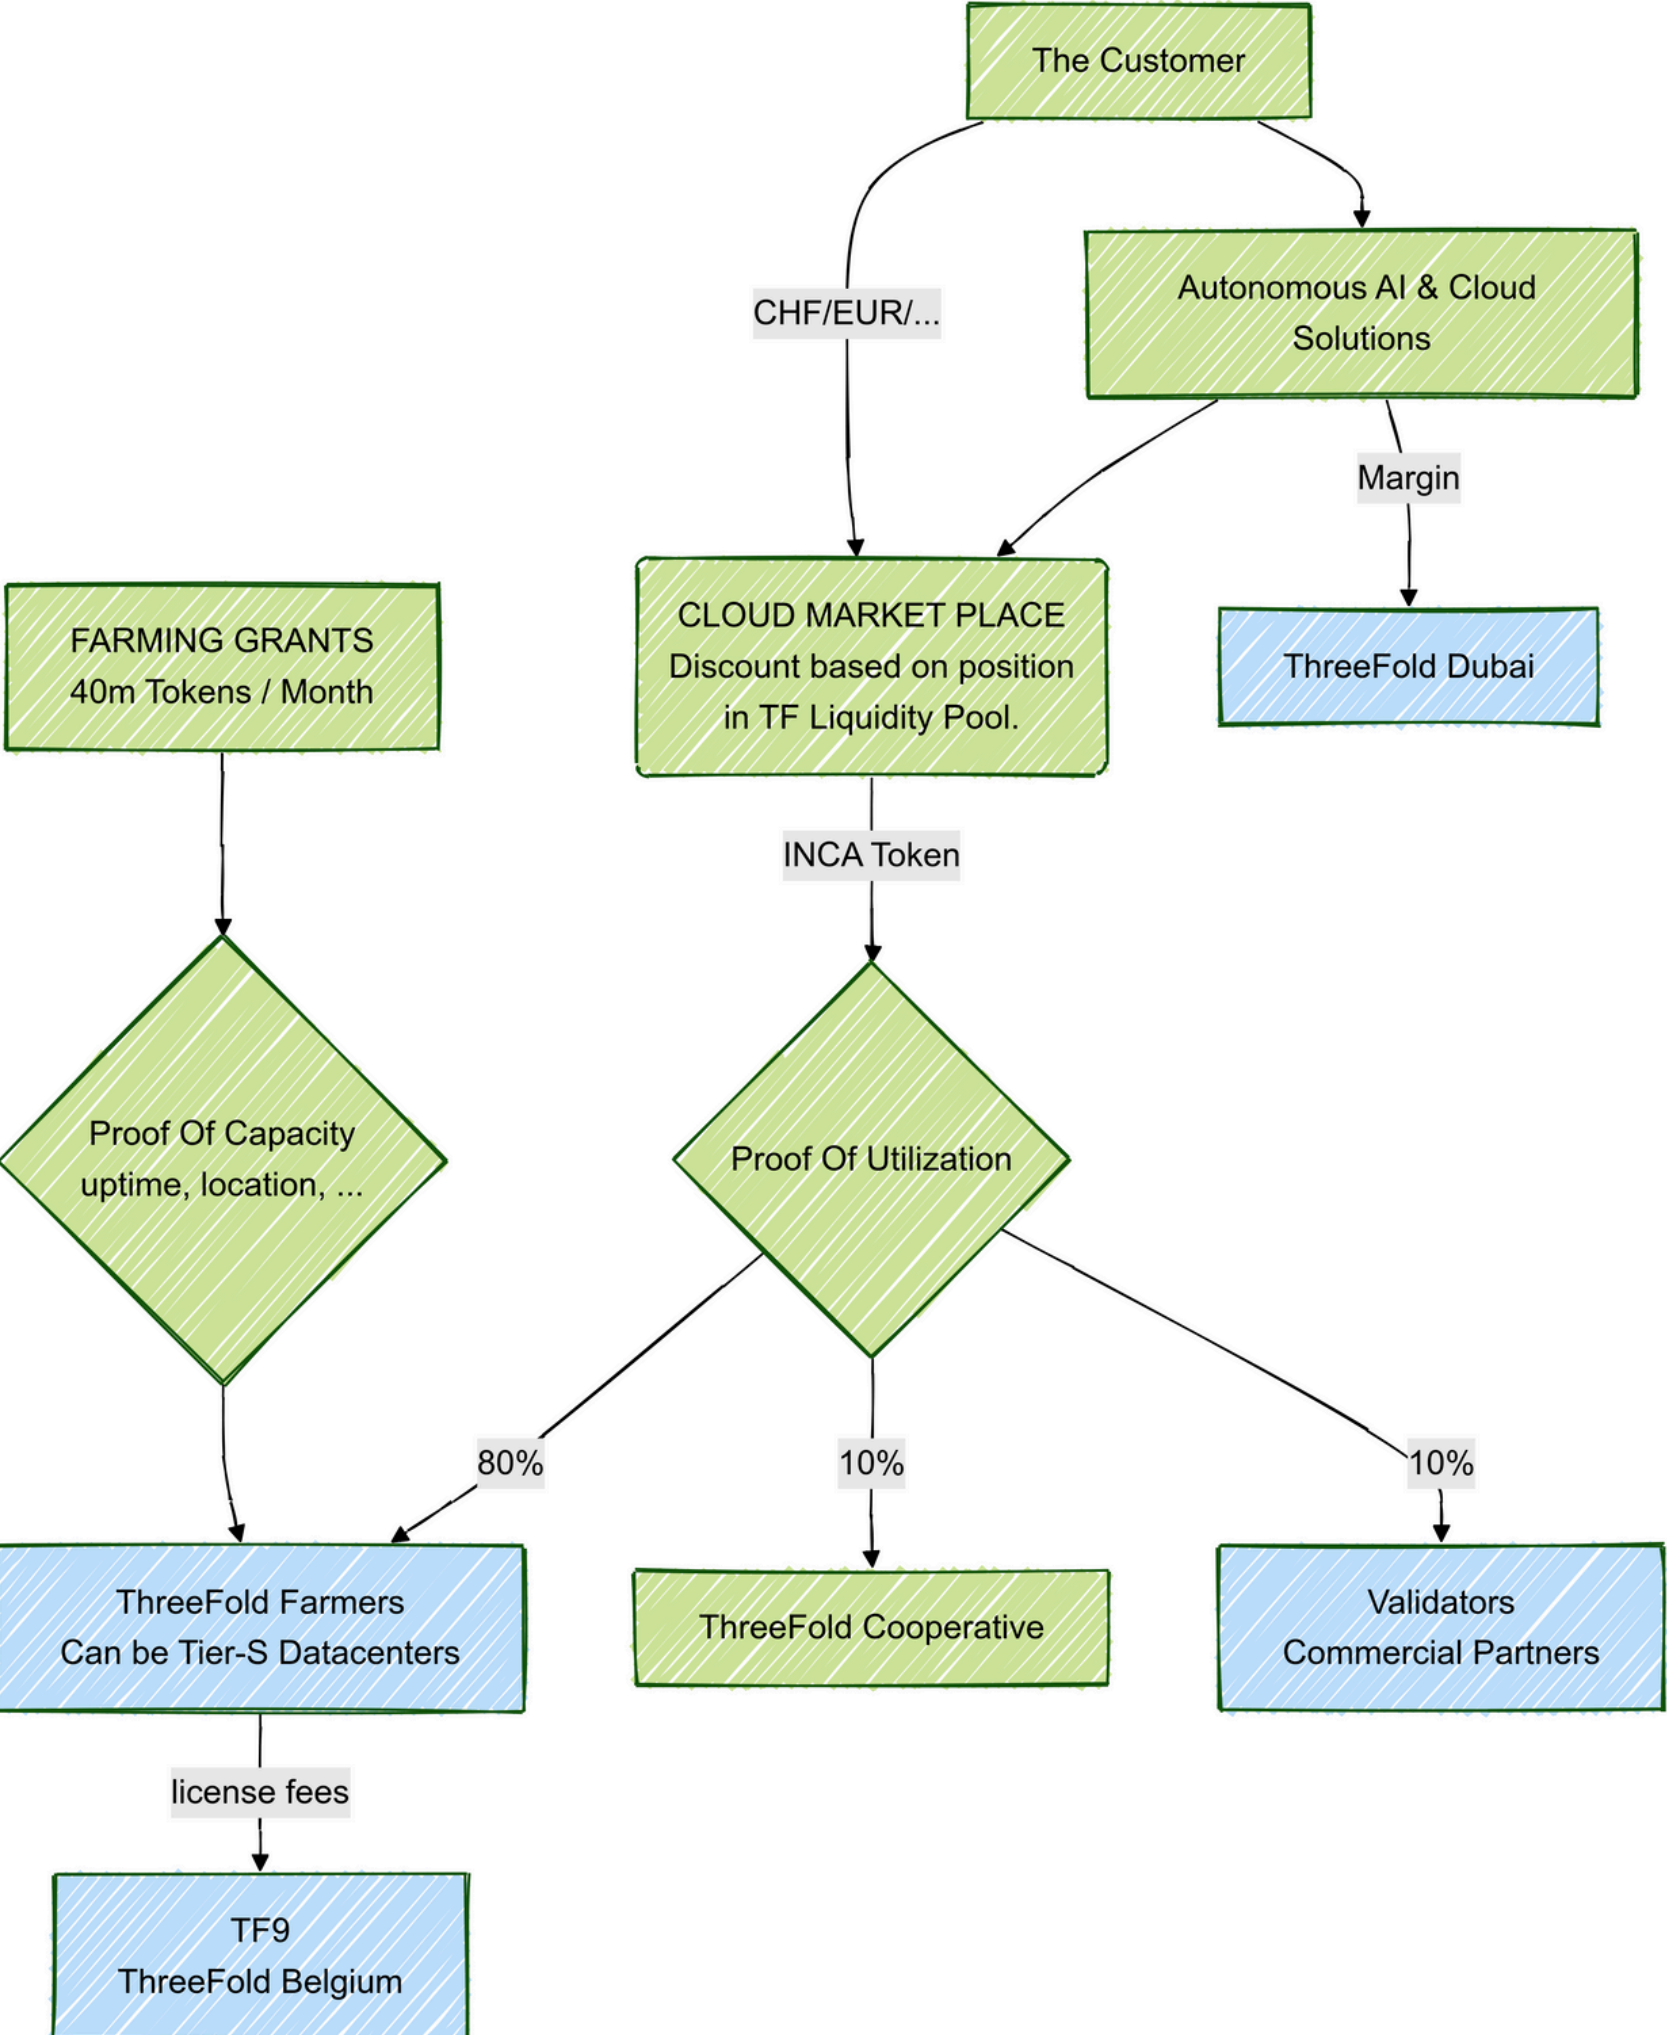 The Customer
CHF/EUR/...
Autonomous AI & Cloud
Solutions
Margin
FARMING GRANTS
40m Tokens / Month
CLOUD MARKET PLACE
Discount based on position
in TF Liquidity Pool.
ThreeFold Dubai
INCA Token
Proof Of Capacity
uptime, location, ...
Proof Of Utilization
80%
10%
10%
ThreeFold Farmers
Can be Tier-S Datacenters
ThreeFold Cooperative
Validators
Commercial Partners
license fees
TF9
ThreeFold Belgium